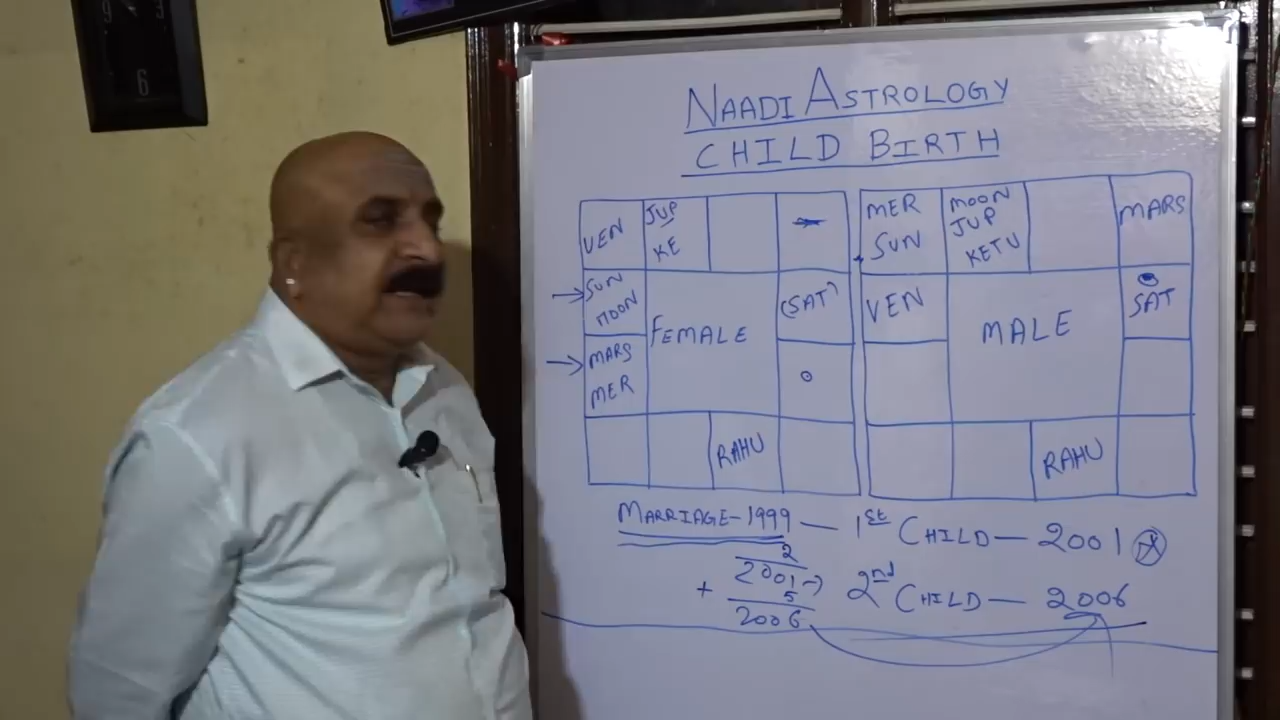 NAADI ASTROLOGY
CHILD BIRTH
VEN
JUP
KE
SUN
MOON
FEMALE
(SAT)
MARS
MER
RAHU
MER
SUN
MOON
JUP
KETU
MARS
VEN
MALE
SAT
RAHU
MARRIAGE-1999 — 1st CHILD — 2001
2
2001 → 2nd CHILD — 2006
+ 5
2006
6